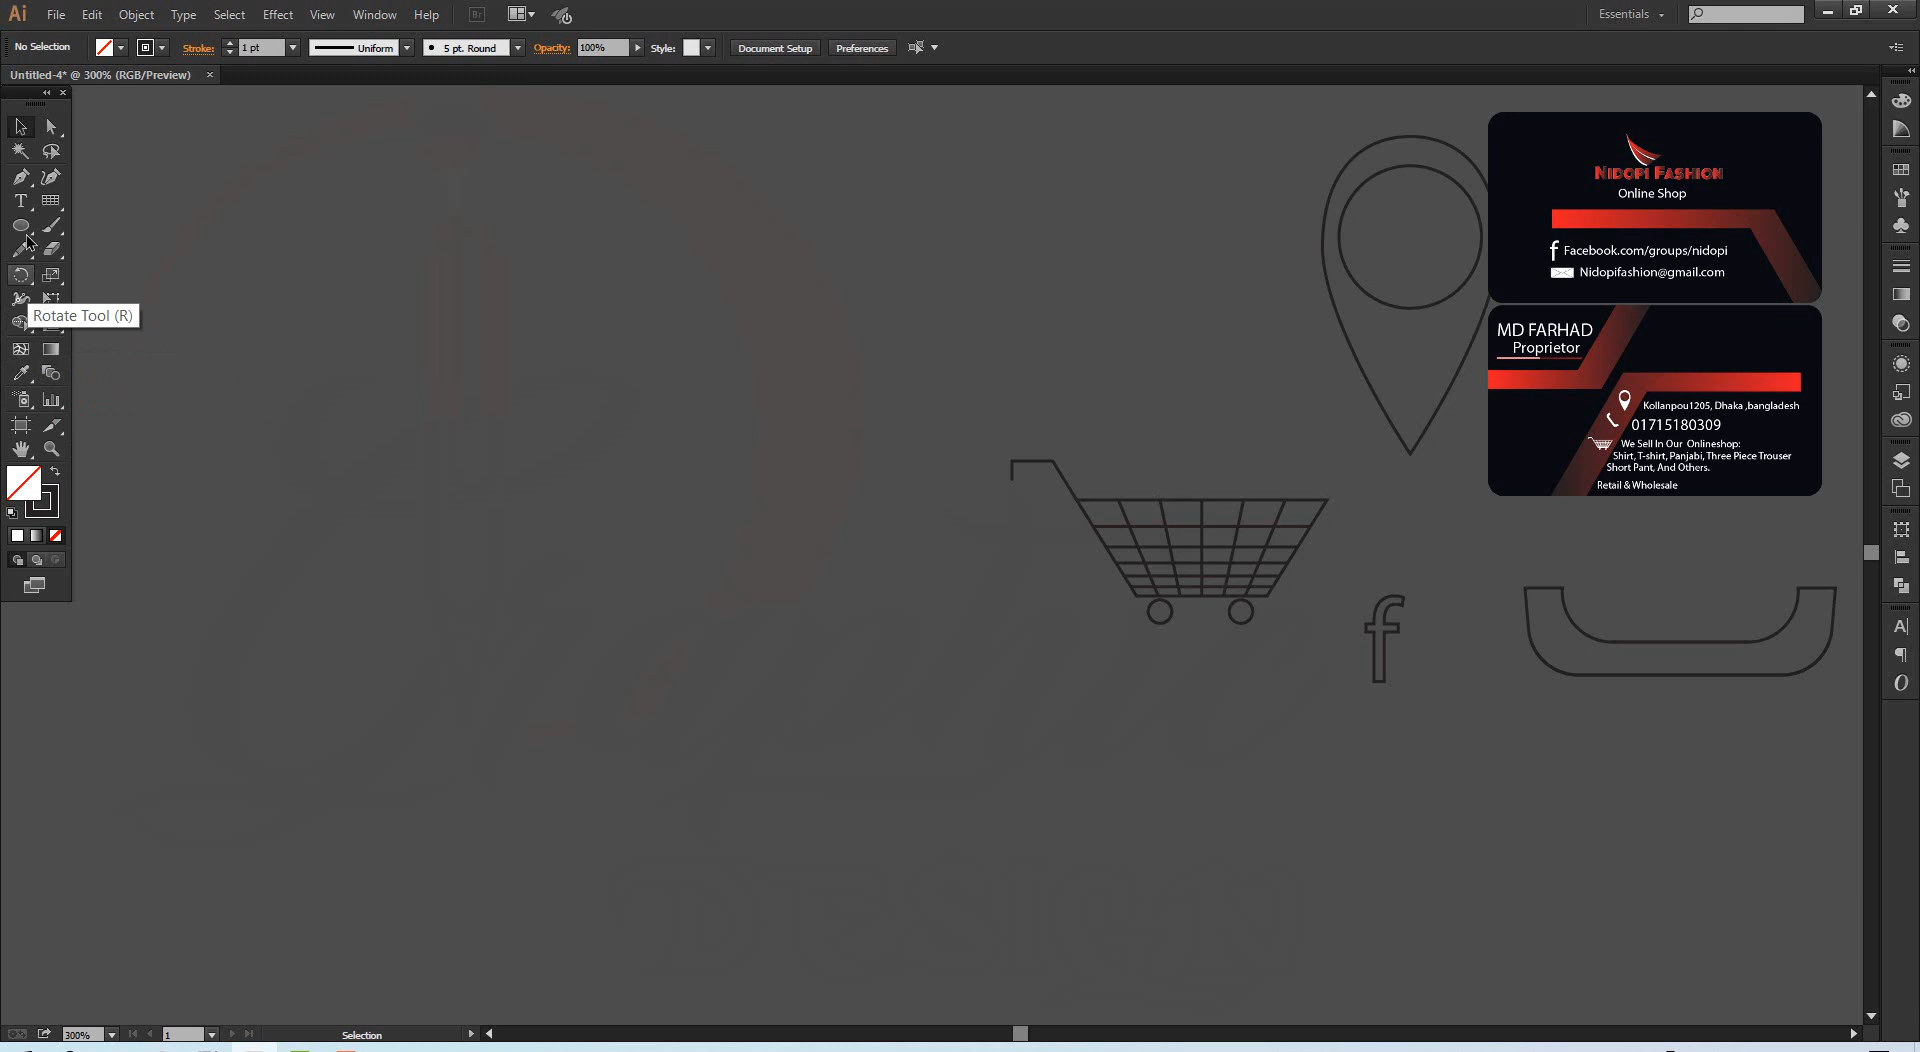 Ai File Edit Object Type Select Effect View Window Help Br Essentials
No Selection Stroke: 1 pt Uniform 5 pt. Round Opacity: 100% Style: Document Setup Preferences
Untitled-4* @ 300% (RGB/Preview)
Rotate Tool (R)
NIDOPI FASHION
Online Shop
f Facebook.com/groups/nidopi
Nidopifashion@gmail.com
MD FARHAD
Proprietor
Kollanpou1205, Dhaka ,bangladesh
01715180309
We Sell In Our Onlineshop:
Shirt, T-shirt, Panjabi, Three Piece Trouser
Short Pant, And Others.
Retail & Wholesale
f
300% 1 Selection